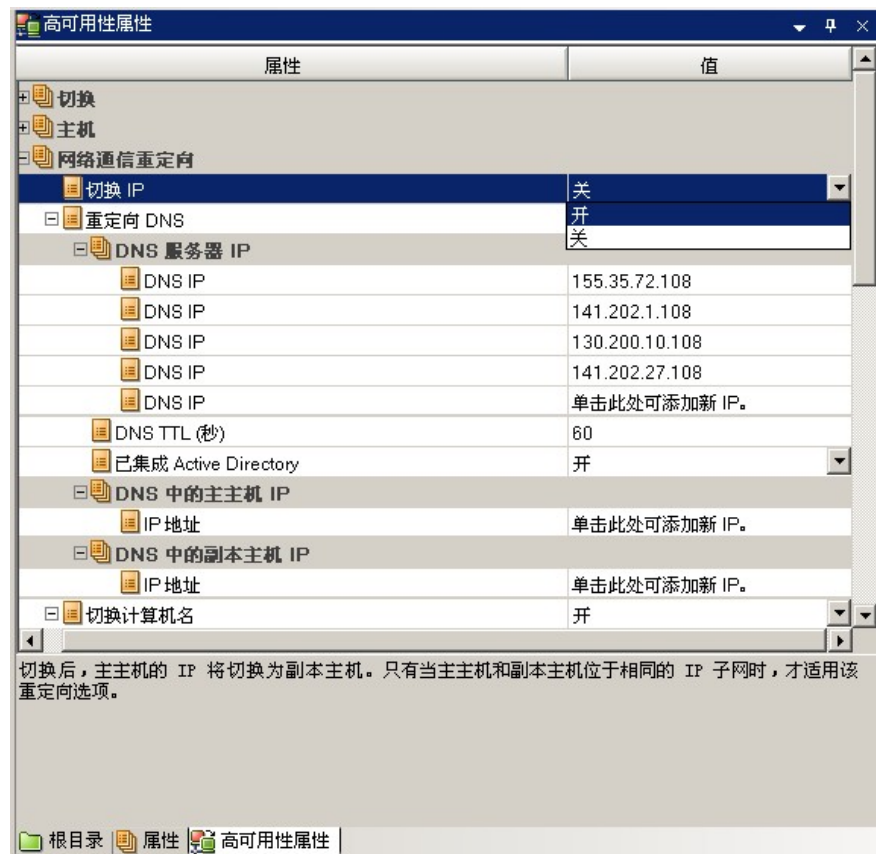 高可用性属性
属性 值
切换
主机
网络通信重定向
切换 IP 关
开
关
重定向 DNS
DNS 服务器 IP
DNS IP 155.35.72.108
DNS IP 141.202.1.108
DNS IP 130.200.10.108
DNS IP 141.202.27.108
DNS IP 单击此处可添加新 IP。
DNS TTL (秒) 60
已集成 Active Directory 开
DNS 中的主主机 IP
IP 地址 单击此处可添加新 IP。
DNS 中的副本主机 IP
IP 地址 单击此处可添加新 IP。
切换计算机名 开
切换后，主主机的 IP 将切换为副本主机。只有当主主机和副本主机位于相同的 IP 子网时，才适用该
重定向选项。
根目录 属性 高可用性属性